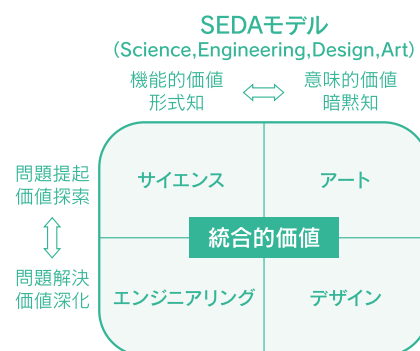 SEDAモデル
（Science,Engineering,Design,Art）
機能的価値
形式知
意味的価値
暗黙知
問題提起
価値探索
サイエンス
アート
統合的価値
問題解決
価値深化
エンジニアリング
デザイン